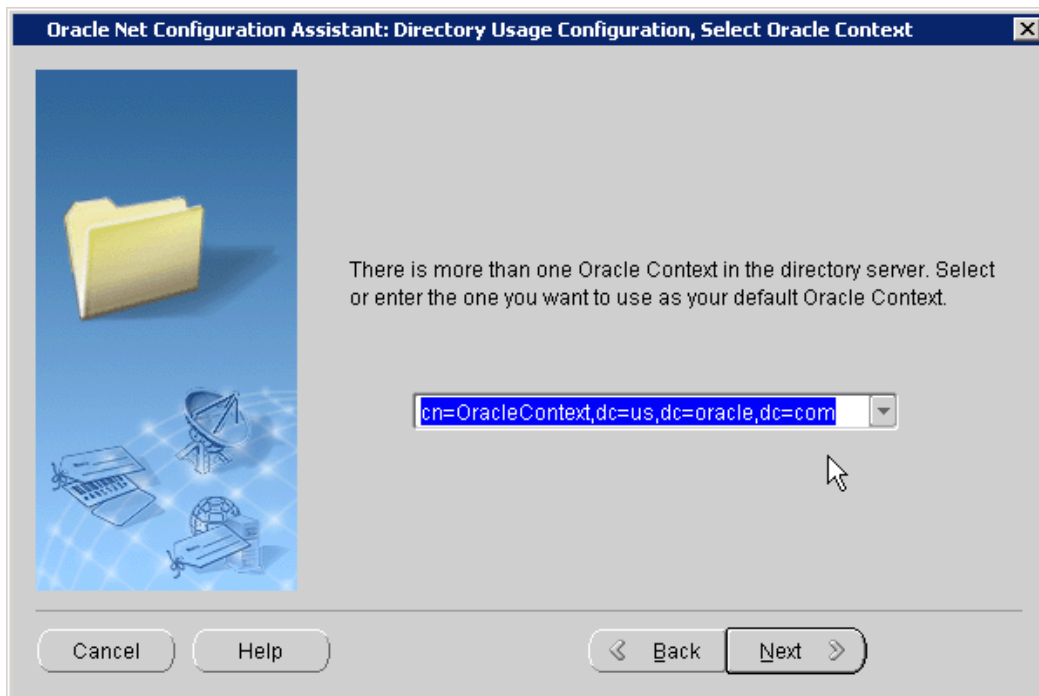 Oracle Net Configuration Assistant: Directory Usage Configuration, Select Oracle Context
There is more than one Oracle Context in the directory server. Select
or enter the one you want to use as your default Oracle Context.
cn=OracleContext,dc=us,dc=oracle,dc=com
Cancel Help Back Next